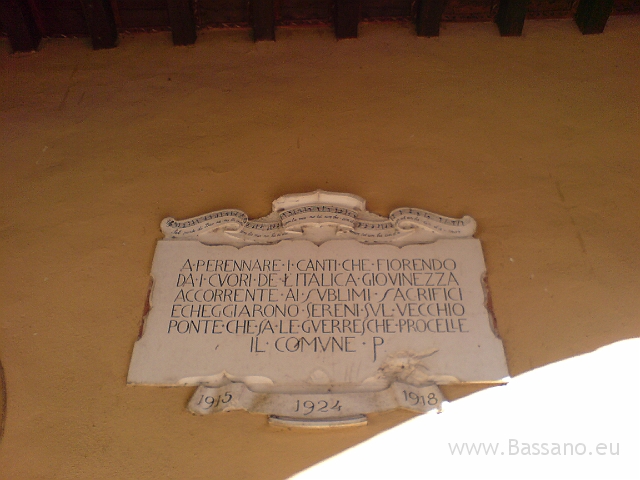 A·PERENNARE·I·CANTI·CHE·FIORENDO
DA·I·CVORI·DE·L'ITALICA·GIOVINEZZA
ACCORRENTE·AI·SVBLIMI·SACRIFICI
ECHEGGIARONO·SERENI·SVL·VECCHIO
PONTE·CHE·SA·LE·GVERRESCHE·PROCELLE
IL·COMVNE·P
1915 1924 1918
www.Bassano.eu